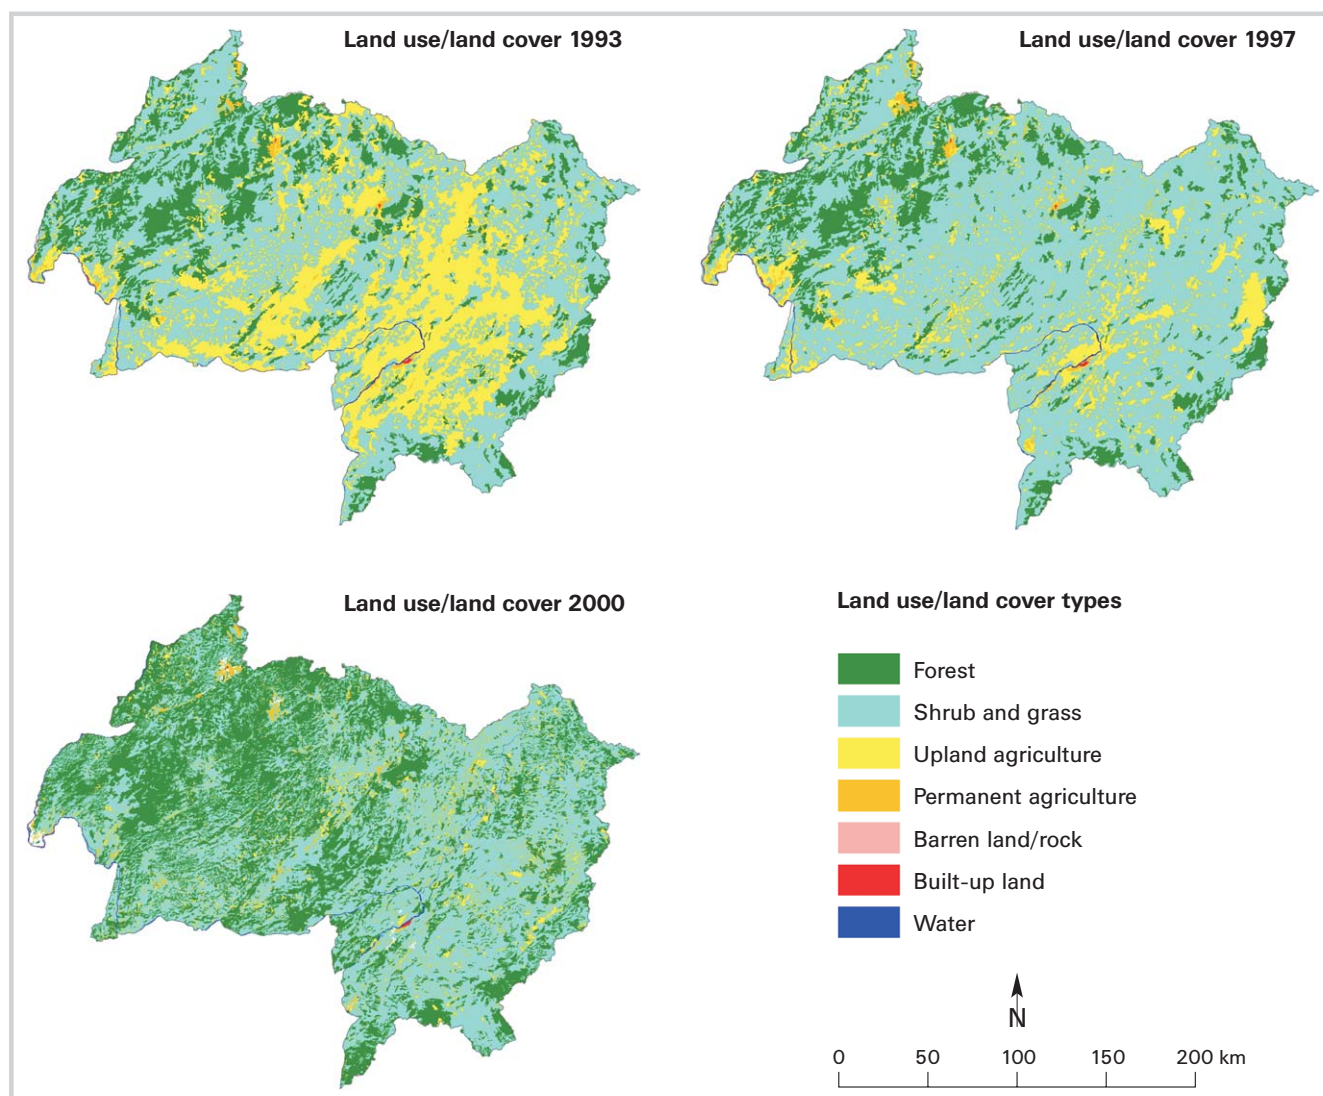 Land use/land cover 1993
Land use/land cover 1997
Land use/land cover 2000
Land use/land cover types
Forest
Shrub and grass
Upland agriculture
Permanent agriculture
Barren land/rock
Built-up land
Water
N
0 50 100 150 200 km